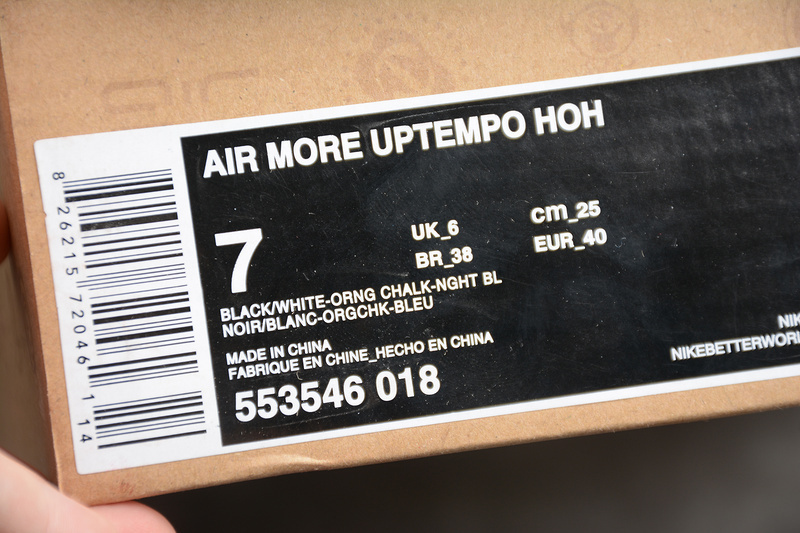 AIR MORE UPTEMPO HOH
7
UK_6
cm_25
BR_38
EUR_40
BLACK/WHITE-ORNG CHALK-NGHT BL
NOIR/BLANC-ORGCHK-BLEU
MADE IN CHINA
FABRIQUE EN CHINE_HECHO EN CHINA
553546 018
8 26215 72046 1 14